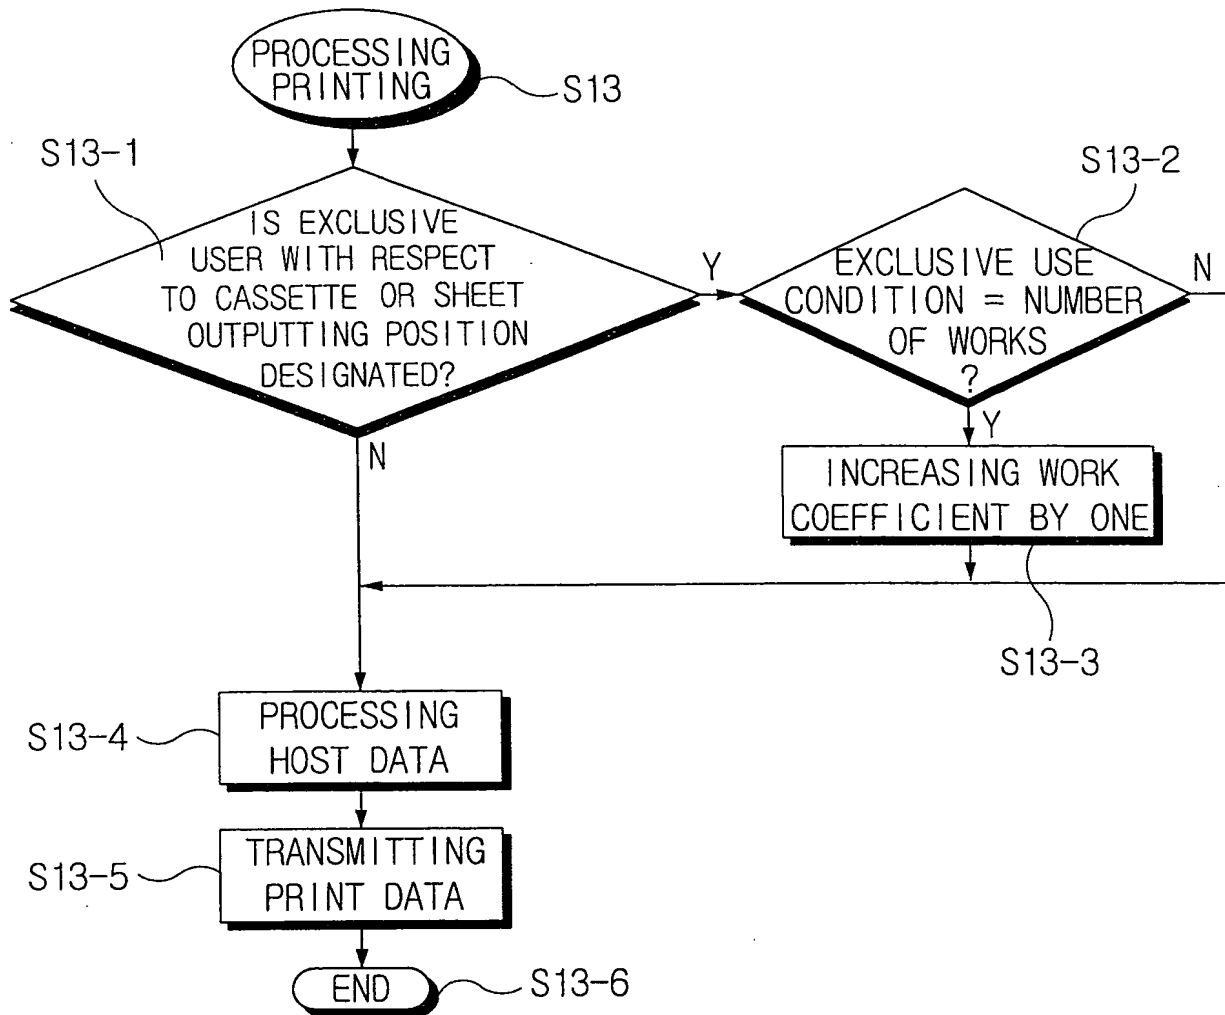 PROCESSING
PRINTING
S13
S13-1
IS EXCLUSIVE
USER WITH RESPECT
TO CASSETTE OR SHEET
OUTPUTTING POSITION
DESIGNATED?
Y
N
S13-2
EXCLUSIVE USE
CONDITION = NUMBER
OF WORKS
?
N
Y
INCREASING WORK
COEFFICIENT BY ONE
S13-3
S13-4
PROCESSING
HOST DATA
S13-5
TRANSMITTING
PRINT DATA
END
S13-6